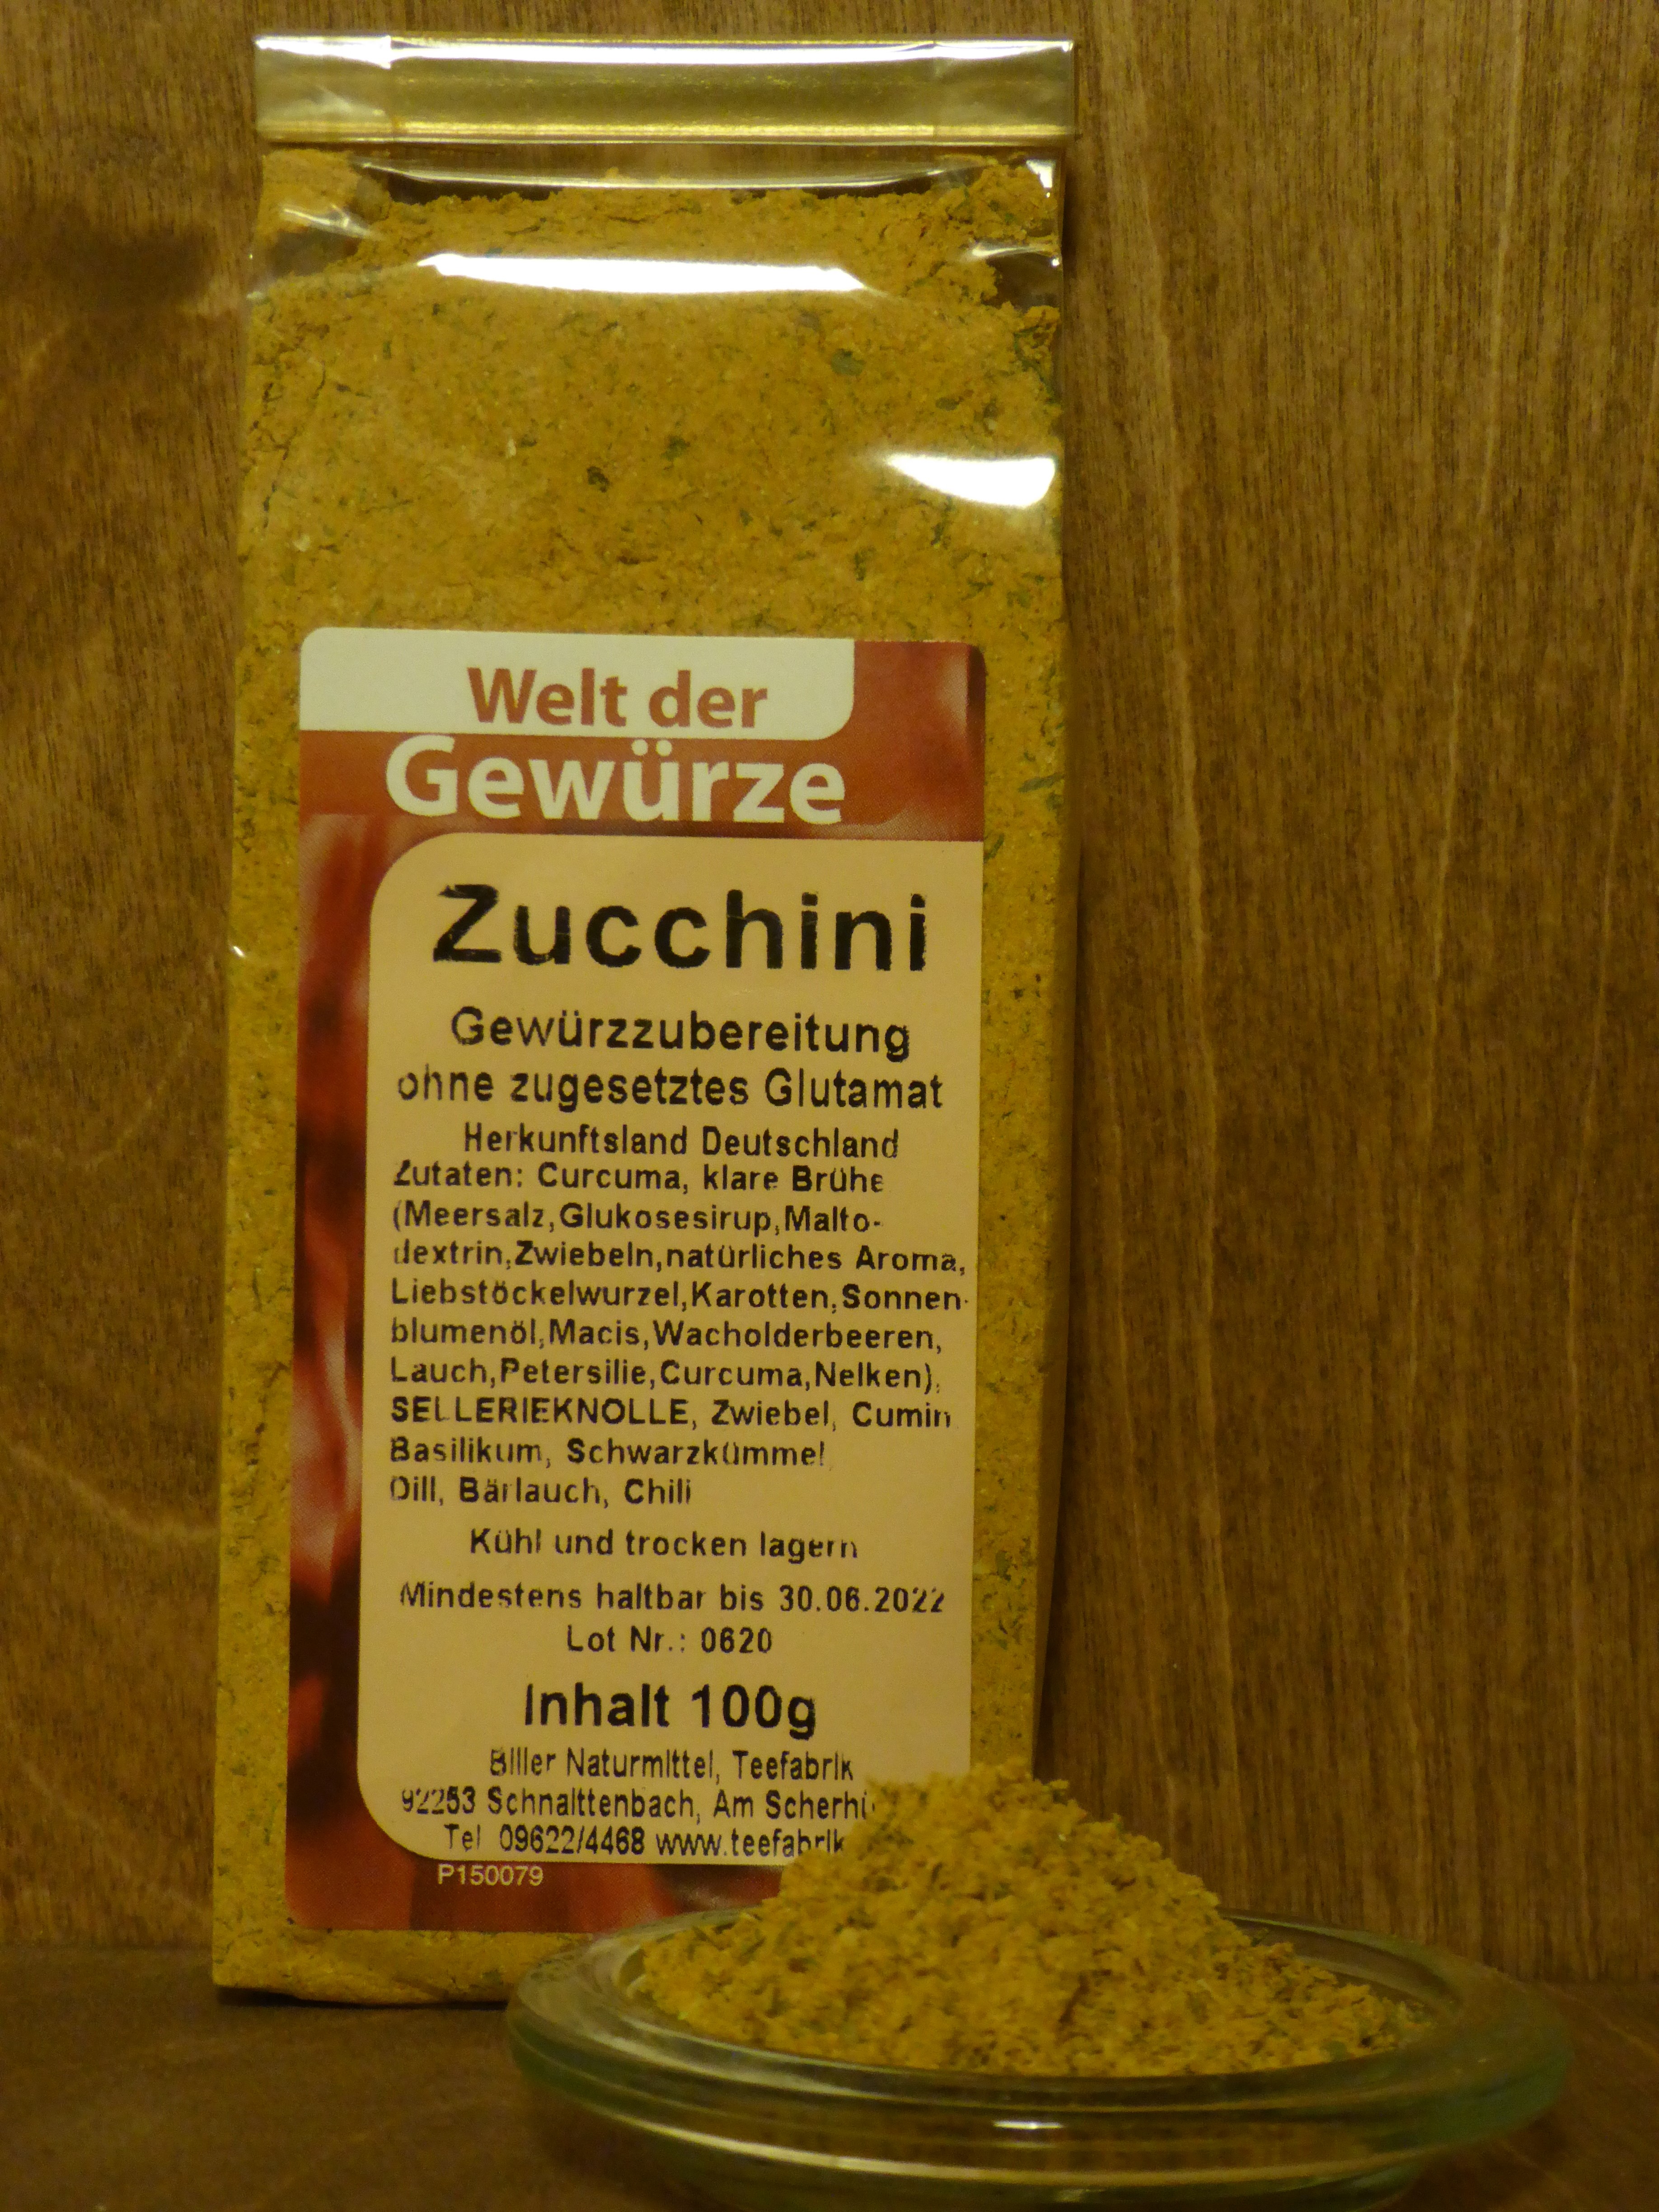 Welt der
Gewürze
Zucchini
Gewürzzubereitung
ohne zugesetztes Glutamat
Herkunftsland Deutschland
Zutaten: Curcuma, klare Brühe
(Meersalz,Glukosesirup,Malto-
dextrin,Zwiebeln,natürliches Aroma,
Liebstöckelwurzel,Karotten,Sonnen-
blumenöl,Macis,Wacholderbeeren,
Lauch,Petersilie,Curcuma,Nelken),
SELLERIEKNOLLE, Zwiebel, Cumin
Basilikum, Schwarzkümmel
Dill, Bärlauch, Chili
Kühl und trocken lagern
Mindestens haltbar bis 30.06.2022
Lot Nr.: 0620
Inhalt 100g
Biller Naturmittel, Teefabrik
92253 Schnaittenbach, Am
Tel 09622/4468 www.teefabrik
P150079